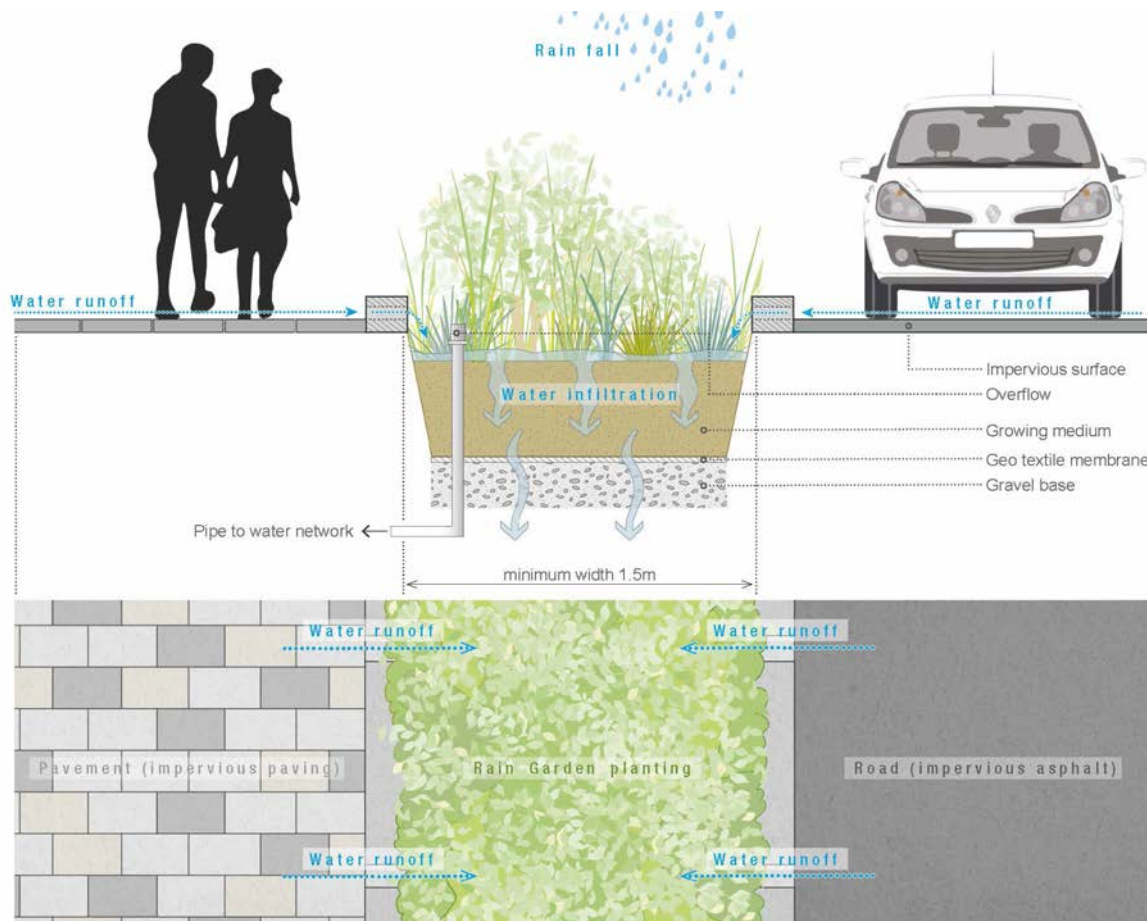 Rain fall
Water runoff
Water runoff
Impervious surface
Overflow
Water infiltration
Growing medium
Geo textile membrane
Gravel base
Pipe to water network
minimum width 1.5m
Water runoff
Water runoff
Pavement (impervious paving)
Rain Garden planting
Road (impervious asphalt)
Water runoff
Water runoff